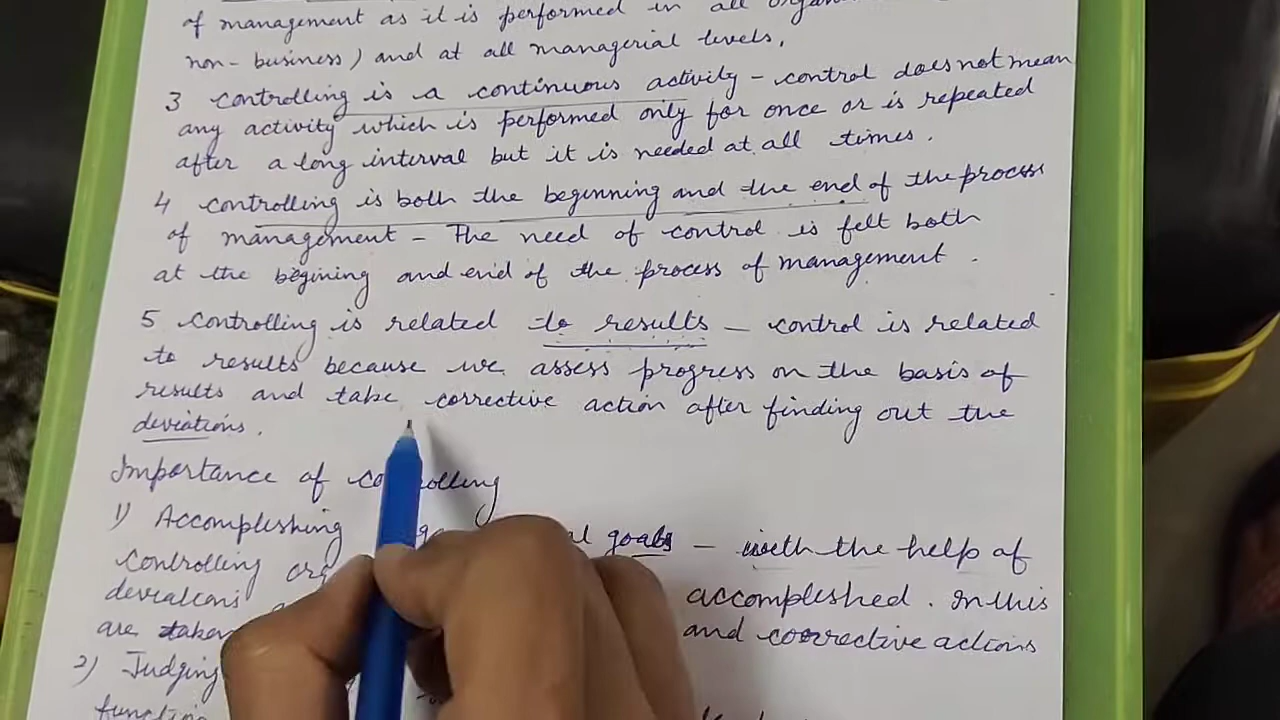 of management as it is performed in all
non-business) and at all managerial levels,
3 controlling is a continuous activity - control does not mean
any activity which is performed only for once or is repeated
after a long interval but it is needed at all times.
4 controlling is both the beginning and the end of the process
of management - The need of control is felt both
at the begining and end of the process of management.
5 controlling is related to results - control is related
to results because we assess progress on the basis of
results and take corrective action after finding out the
deviations.
Importance of controlling
1) Accomplishing goals - with the help of
controlling accomplished. In this
deviations and corrective actions
are taken
2) Judging